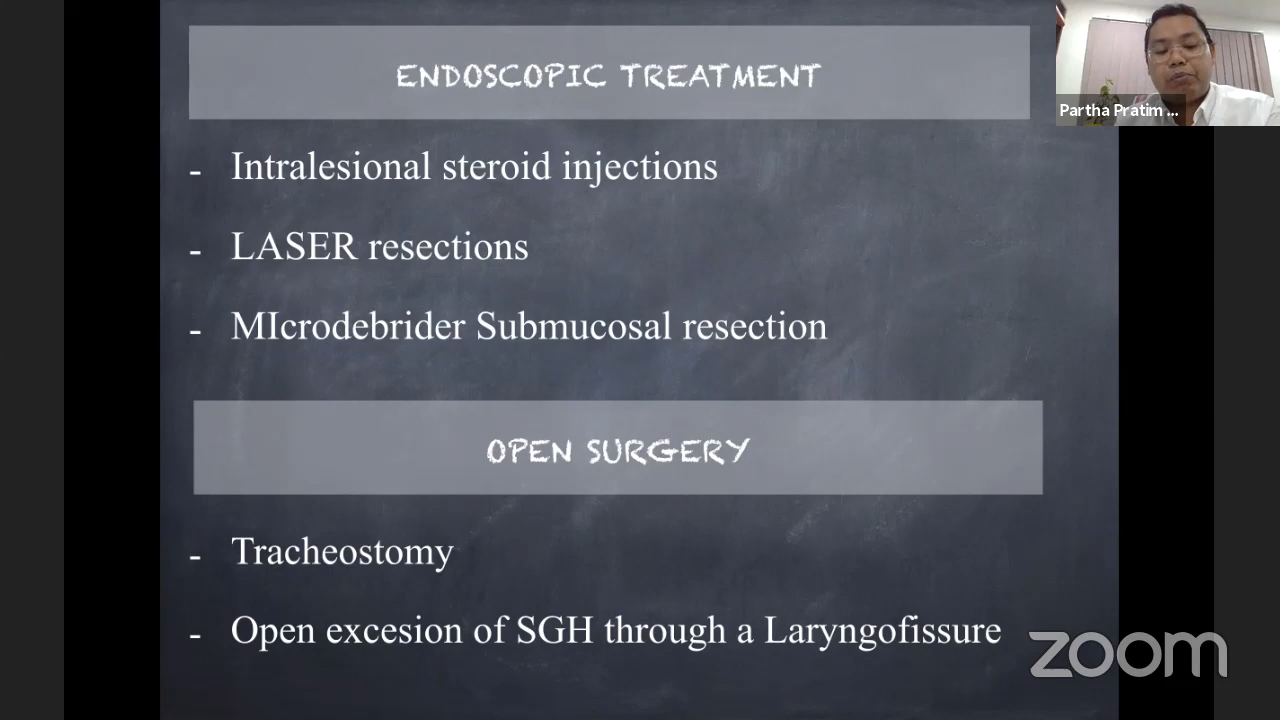 ENDOSCOPIC TREATMENT
Partha Pratim ...
- Intralesional steroid injections
- LASER resections
- MIcrodebrider Submucosal resection
OPEN SURGERY
- Tracheostomy
- Open excesion of SGH through a Laryngofissure
zoom